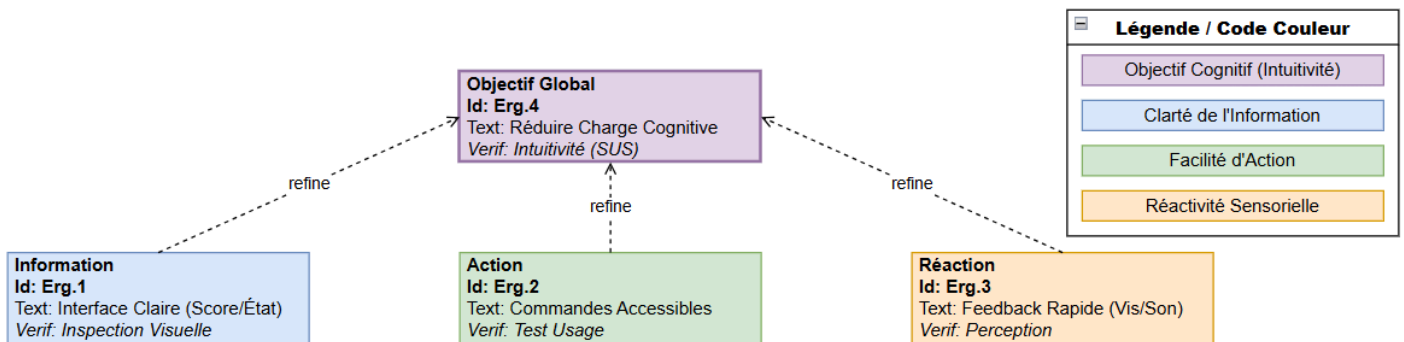 Légende / Code Couleur
Objectif Cognitif (Intuitivité)
Clarté de l'Information
Facilité d'Action
Réactivité Sensorielle
Objectif Global
Id: Erg.4
Text: Réduire Charge Cognitive
Verif: Intuitivité (SUS)
refine
refine
refine
Information
Id: Erg.1
Text: Interface Claire (Score/État)
Verif: Inspection Visuelle
Action
Id: Erg.2
Text: Commandes Accessibles
Verif: Test Usage
Réaction
Id: Erg.3
Text: Feedback Rapide (Vis/Son)
Verif: Perception